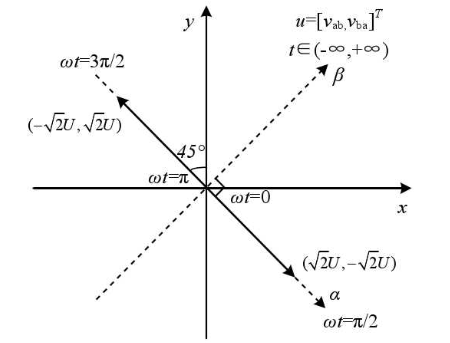 y
u=[v_ab,v_ba]^T
t∈(-∞,+∞)
ωt=3π/2
β
(−√2U, √2U)
45°
ωt=π
ωt=0
x
(√2U,−√2U)
α
ωt=π/2